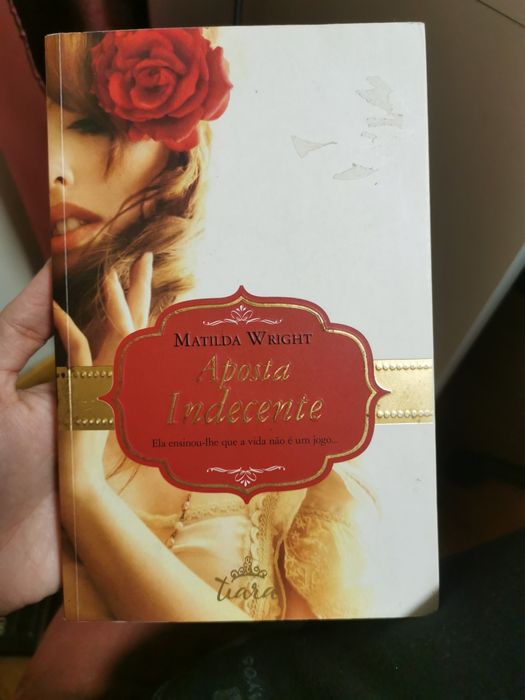 MATILDA WRIGHT
Aposta
Indecente
Ela ensinou-lhe que a vida não é um jogo...
tiara